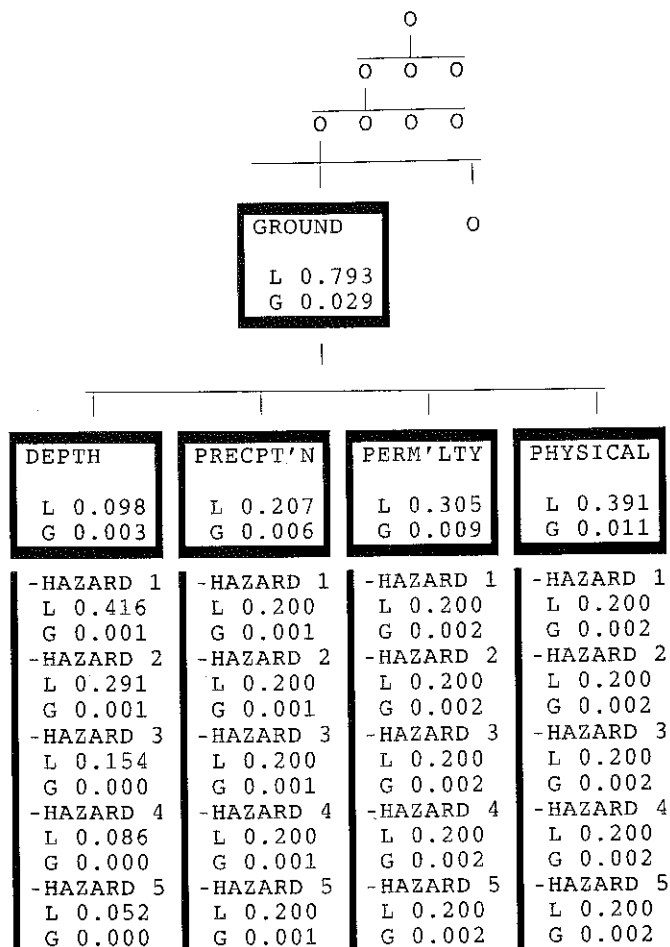 O
O O O
O O O O
GROUND O
L 0.793
G 0.029
DEPTH
L 0.098
G 0.003
-HAZARD 1
L 0.416
G 0.001
-HAZARD 2
L 0.291
G 0.001
-HAZARD 3
L 0.154
G 0.000
-HAZARD 4
L 0.086
G 0.000
-HAZARD 5
L 0.052
G 0.000
PRECPT'N
L 0.207
G 0.006
-HAZARD 1
L 0.200
G 0.001
-HAZARD 2
L 0.200
G 0.001
-HAZARD 3
L 0.200
G 0.001
-HAZARD 4
L 0.200
G 0.001
-HAZARD 5
L 0.200
G 0.001
PERM'LTY
L 0.305
G 0.009
-HAZARD 1
L 0.200
G 0.002
-HAZARD 2
L 0.200
G 0.002
-HAZARD 3
L 0.200
G 0.002
-HAZARD 4
L 0.200
G 0.002
-HAZARD 5
L 0.200
G 0.002
PHYSICAL
L 0.391
G 0.011
-HAZARD 1
L 0.200
G 0.002
-HAZARD 2
L 0.200
G 0.002
-HAZARD 3
L 0.200
G 0.002
-HAZARD 4
L 0.200
G 0.002
-HAZARD 5
L 0.200
G 0.002